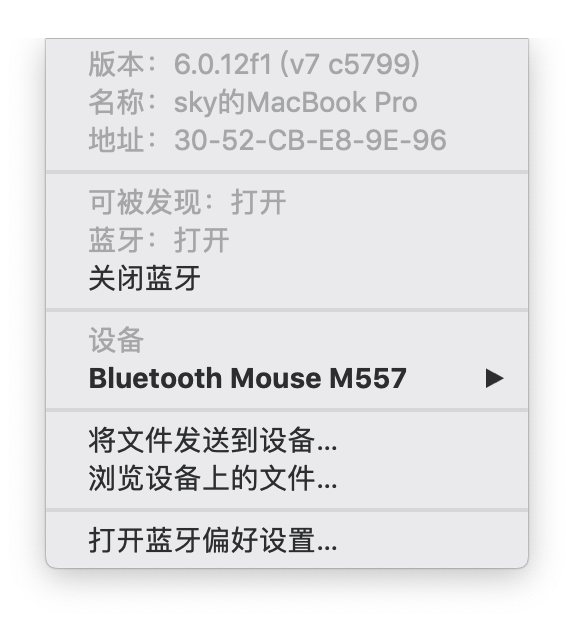 版本：6.0.12f1 (v7 c5799)
名称：sky的MacBook Pro
地址：30-52-CB-E8-9E-96
可被发现：打开
蓝牙：打开
关闭蓝牙
设备
Bluetooth Mouse M557
将文件发送到设备...
浏览设备上的文件...
打开蓝牙偏好设置...